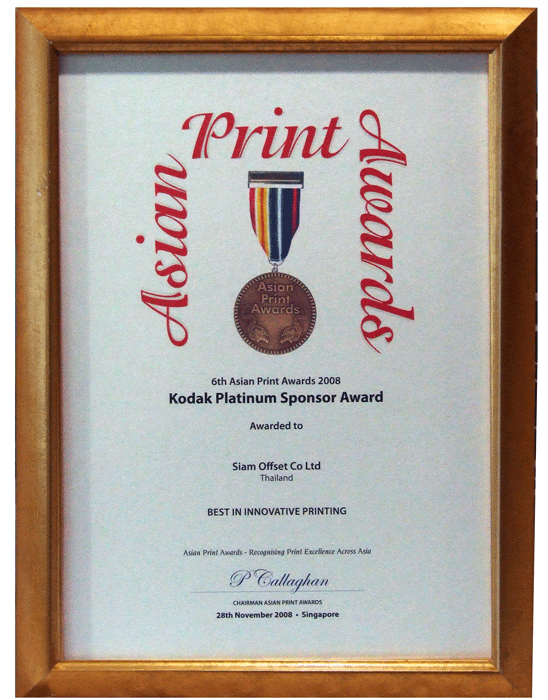 Asian Print Awards
Asian
Print
Awards
6th Asian Print Awards 2008
Kodak Platinum Sponsor Award
Awarded to
Siam Offset Co Ltd
Thailand
BEST IN INNOVATIVE PRINTING
Asian Print Awards - Recognising Print Excellence Across Asia
P Callaghan
CHAIRMAN ASIAN PRINT AWARDS
28th November 2008 • Singapore